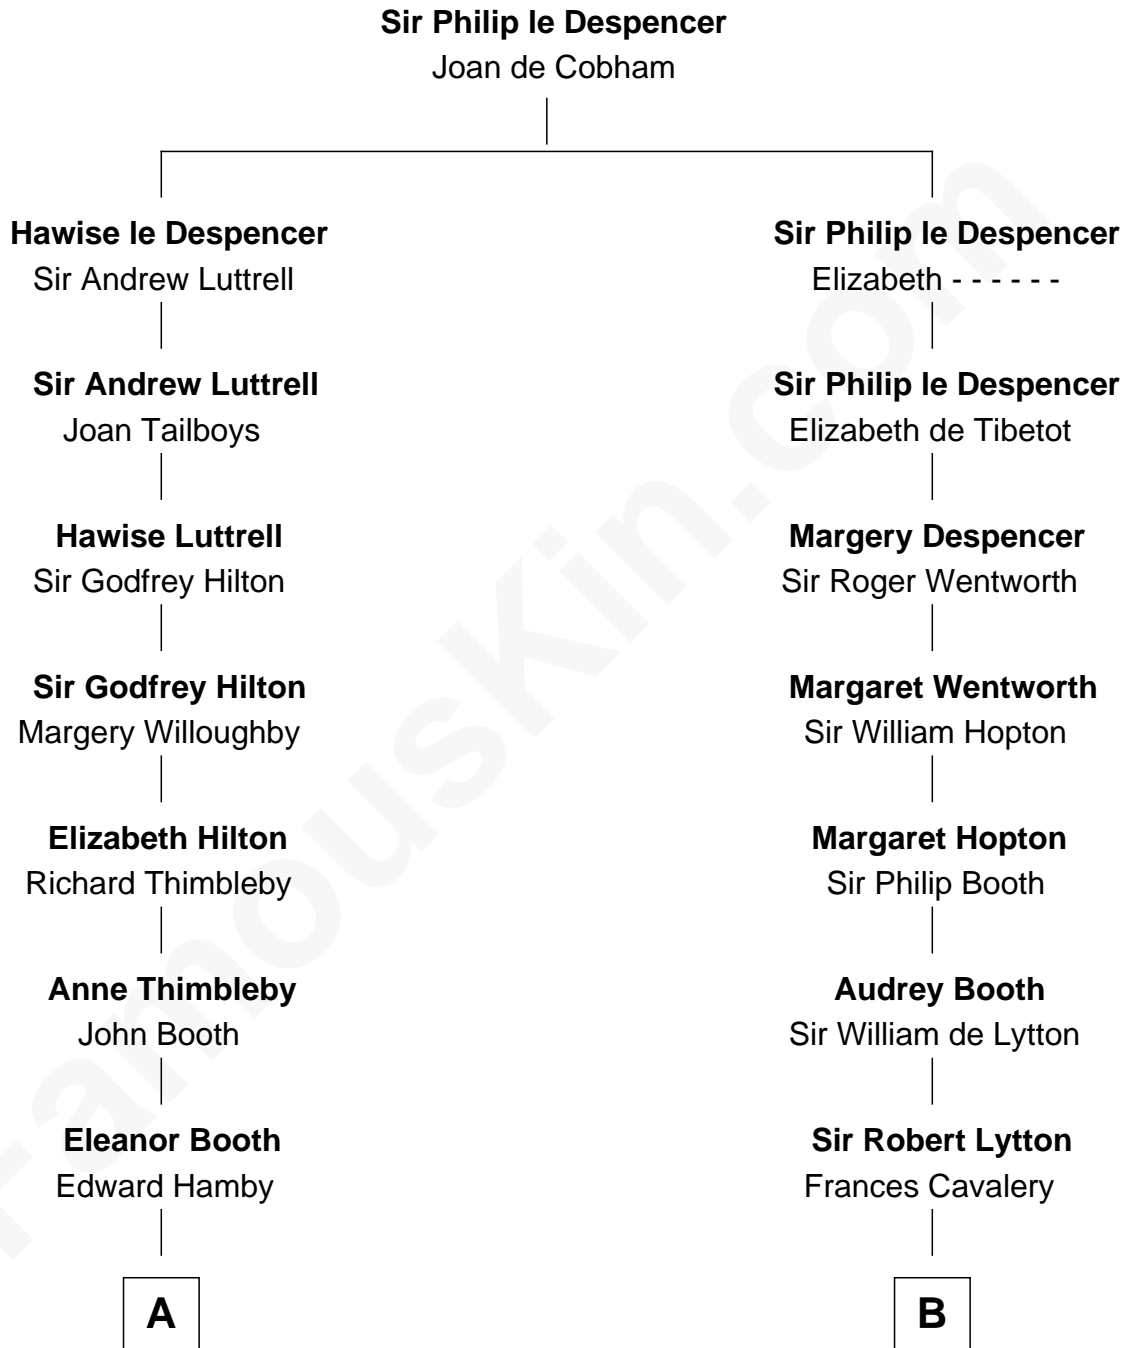 Sir Philip le Despencer
Joan de Cobham
Hawise le Despencer
Sir Andrew Luttrell
Sir Philip le Despencer
Elizabeth - - - - - -
Sir Andrew Luttrell
Joan Tailboys
Sir Philip le Despencer
Elizabeth de Tibetot
Hawise Luttrell
Sir Godfrey Hilton
Margery Despencer
Sir Roger Wentworth
Sir Godfrey Hilton
Margery Willoughby
Margaret Wentworth
Sir William Hopton
Elizabeth Hilton
Richard Thimbleby
Margaret Hopton
Sir Philip Booth
Anne Thimbleby
John Booth
Audrey Booth
Sir William de Lytton
Eleanor Booth
Edward Hamby
Sir Robert Lytton
Frances Cavalery
A
B
FamousKin.com